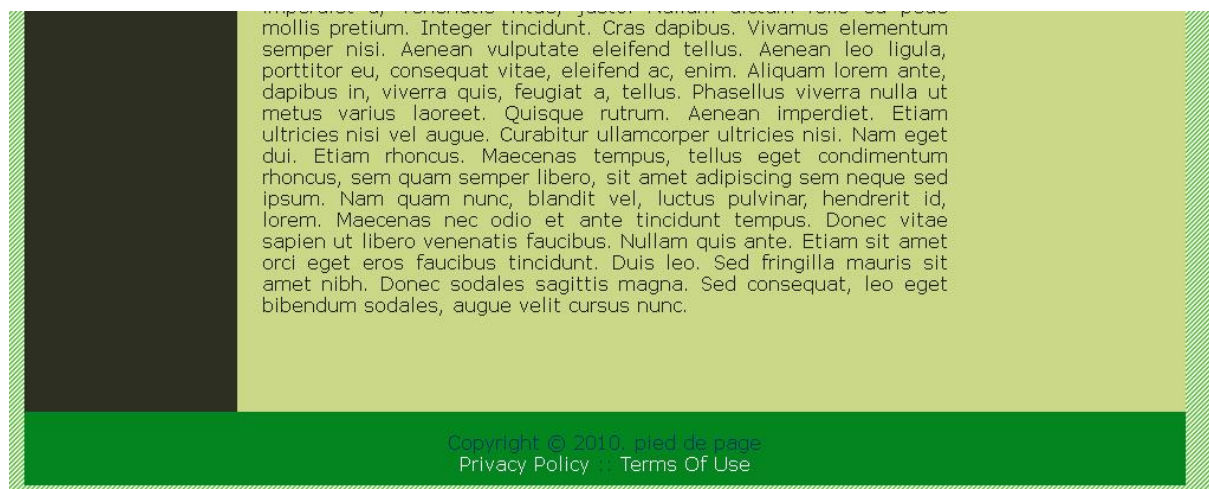 mollis pretium. Integer tincidunt. Cras dapibus. Vivamus elementum
semper nisi. Aenean vulputate eleifend tellus. Aenean leo ligula,
porttitor eu, consequat vitae, eleifend ac, enim. Aliquam lorem ante,
dapibus in, viverra quis, feugiat a, tellus. Phasellus viverra nulla ut
metus varius laoreet. Quisque rutrum. Aenean imperdiet. Etiam
ultricies nisi vel augue. Curabitur ullamcorper ultricies nisi. Nam eget
dui. Etiam rhoncus. Maecenas tempus, tellus eget condimentum
rhoncus, sem quam semper libero, sit amet adipiscing sem neque sed
ipsum. Nam quam nunc, blandit vel, luctus pulvinar, hendrerit id,
lorem. Maecenas nec odio et ante tincidunt tempus. Donec vitae
sapien ut libero venenatis faucibus. Nullam quis ante. Etiam sit amet
orci eget eros faucibus tincidunt. Duis leo. Sed fringilla mauris sit
amet nibh. Donec sodales sagittis magna. Sed consequat, leo eget
bibendum sodales, augue velit cursus nunc.
Copyright © 2010. pied de page
Privacy Policy :: Terms Of Use